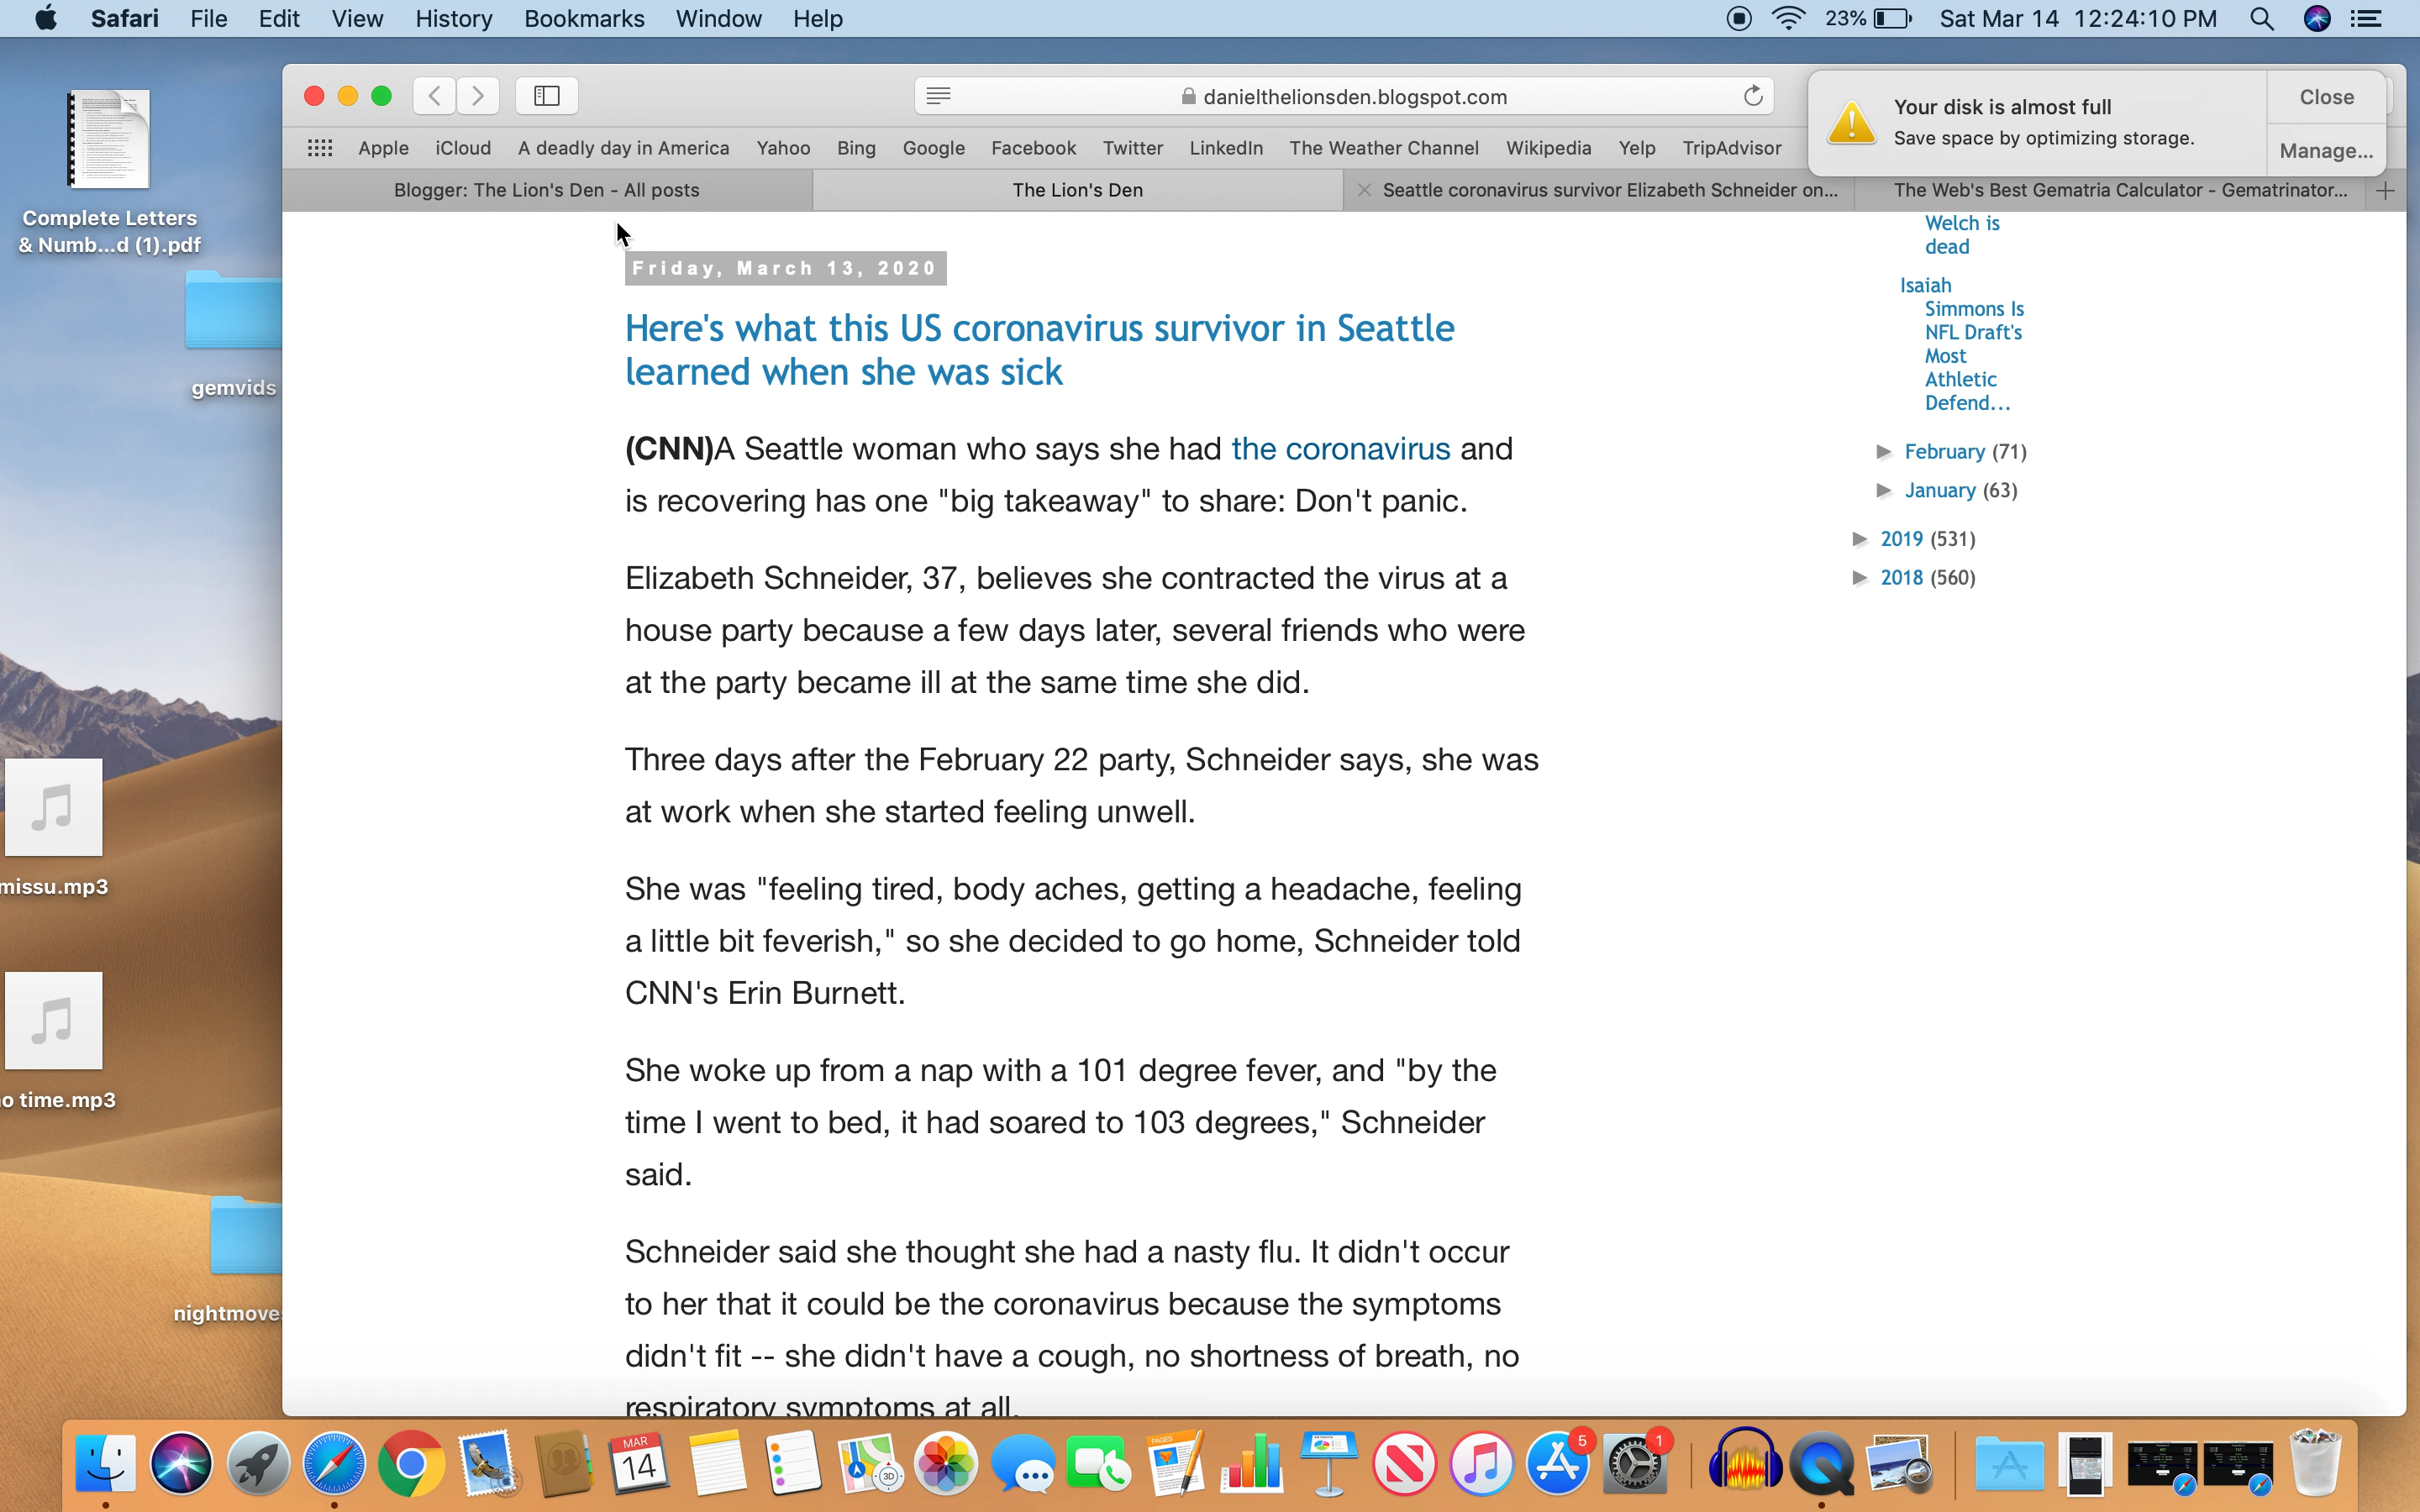 Safari File Edit View History Bookmarks Window Help 23% Sat Mar 14 12:24:10 PM
Complete Letters
& Numb...d (1).pdf
gemvids
missu.mp3
o time.mp3
nightmoves
danielthelionsden.blogspot.com
Your disk is almost full
Save space by optimizing storage.
Close
Manage...
Apple iCloud A deadly day in America Yahoo Bing Google Facebook Twitter LinkedIn The Weather Channel Wikipedia Yelp TripAdvisor
Blogger: The Lion's Den - All posts The Lion's Den Seattle coronavirus survivor Elizabeth Schneider on... The Web's Best Gematria Calculator - Gematrinator...
Friday, March 13, 2020
Here's what this US coronavirus survivor in Seattle
learned when she was sick
(CNN)A Seattle woman who says she had the coronavirus and
is recovering has one "big takeaway" to share: Don't panic.
Elizabeth Schneider, 37, believes she contracted the virus at a
house party because a few days later, several friends who were
at the party became ill at the same time she did.
Three days after the February 22 party, Schneider says, she was
at work when she started feeling unwell.
She was "feeling tired, body aches, getting a headache, feeling
a little bit feverish," so she decided to go home, Schneider told
CNN's Erin Burnett.
She woke up from a nap with a 101 degree fever, and "by the
time I went to bed, it had soared to 103 degrees," Schneider
said.
Schneider said she thought she had a nasty flu. It didn't occur
to her that it could be the coronavirus because the symptoms
didn't fit -- she didn't have a cough, no shortness of breath, no
respiratory symptoms at all.
Welch is
dead
Isaiah
Simmons Is
NFL Draft's
Most
Athletic
Defend...
February (71)
January (63)
2019 (531)
2018 (560)
MAR
14
3D
PAGES
5
1